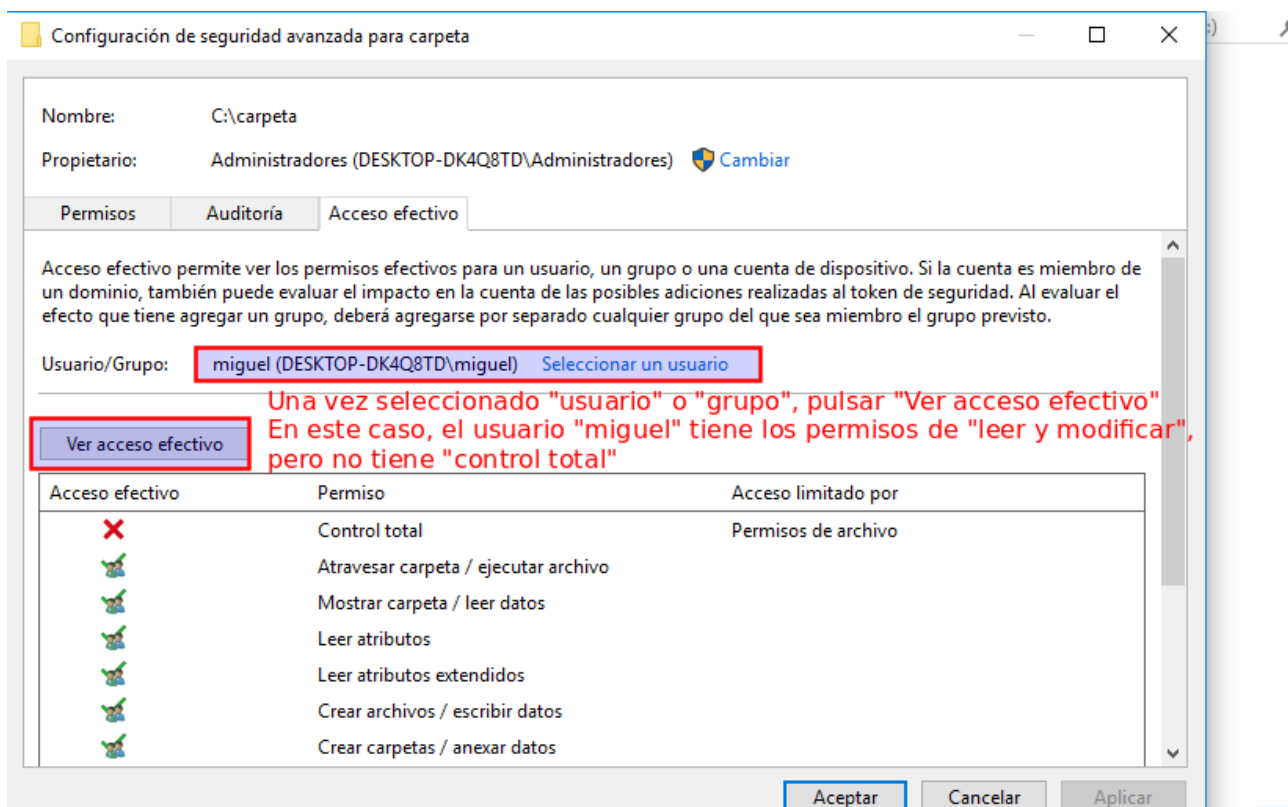 Configuración de seguridad avanzada para carpeta
:)
Nombre: C:\carpeta
Propietario: Administradores (DESKTOP-DK4Q8TD\Administradores) Cambiar
Permisos Auditoría Acceso efectivo
Acceso efectivo permite ver los permisos efectivos para un usuario, un grupo o una cuenta de dispositivo. Si la cuenta es miembro de
un dominio, también puede evaluar el impacto en la cuenta de las posibles adiciones realizadas al token de seguridad. Al evaluar el
efecto que tiene agregar un grupo, deberá agregarse por separado cualquier grupo del que sea miembro el grupo previsto.
Usuario/Grupo: miguel (DESKTOP-DK4Q8TD\miguel) Seleccionar un usuario
Una vez seleccionado "usuario" o "grupo", pulsar "Ver acceso efectivo"
En este caso, el usuario "miguel" tiene los permisos de "leer y modificar",
pero no tiene "control total"
Ver acceso efectivo
Acceso efectivo Permiso Acceso limitado por
Control total Permisos de archivo
Atravesar carpeta / ejecutar archivo
Mostrar carpeta / leer datos
Leer atributos
Leer atributos extendidos
Crear archivos / escribir datos
Crear carpetas / anexar datos
Aceptar Cancelar Aplicar